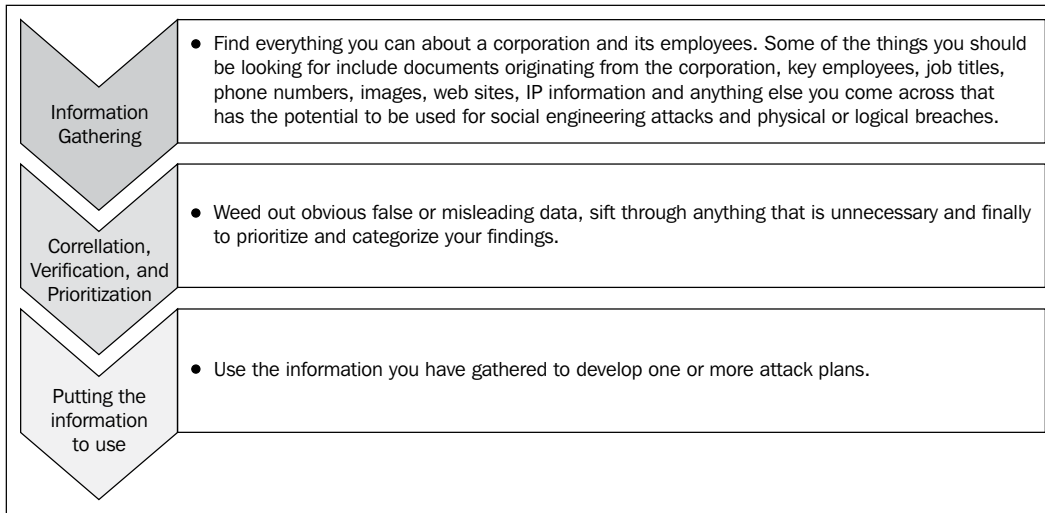 Information
Gathering
● Find everything you can about a corporation and its employees. Some of the things you should
be looking for include documents originating from the corporation, key employees, job titles,
phone numbers, images, web sites, IP information and anything else you come across that
has the potential to be used for social engineering attacks and physical or logical breaches.
Correllation,
Verification, and
Prioritization
● Weed out obvious false or misleading data, sift through anything that is unnecessary and finally
to prioritize and categorize your findings.
Putting the
information
to use
● Use the information you have gathered to develop one or more attack plans.